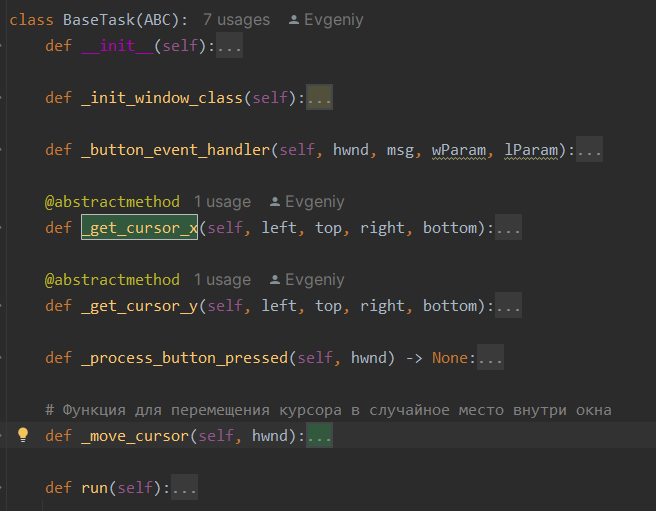 class BaseTask(ABC): 7 usages Evgeniy
def __init__(self):...
def _init_window_class(self):...
def _button_event_handler(self, hwnd, msg, wParam, lParam):...
@abstractmethod 1 usage Evgeniy
def _get_cursor_x(self, left, top, right, bottom):...
@abstractmethod 1 usage Evgeniy
def _get_cursor_y(self, left, top, right, bottom):...
def _process_button_pressed(self, hwnd) -> None:...
# Функция для перемещения курсора в случайное место внутри окна
def _move_cursor(self, hwnd):...
def run(self):...